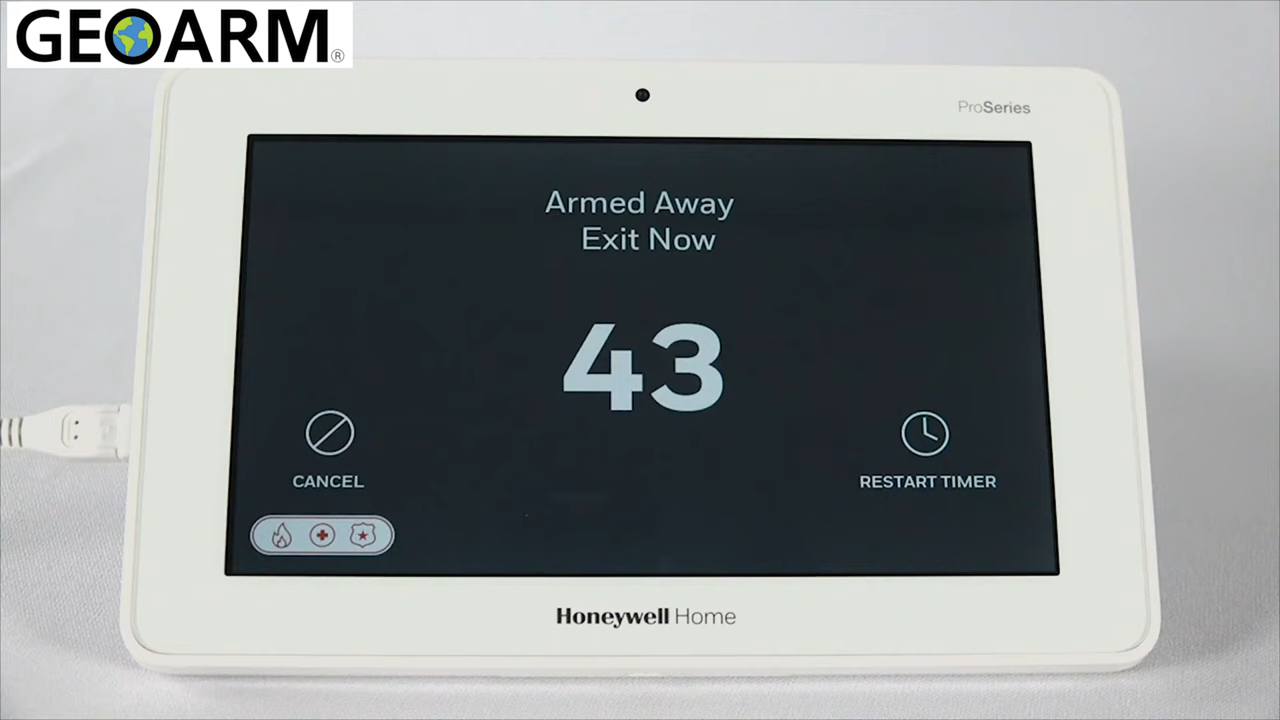 GEOARM®
ProSeries
Armed Away
Exit Now
43
CANCEL
RESTART TIMER
Honeywell Home